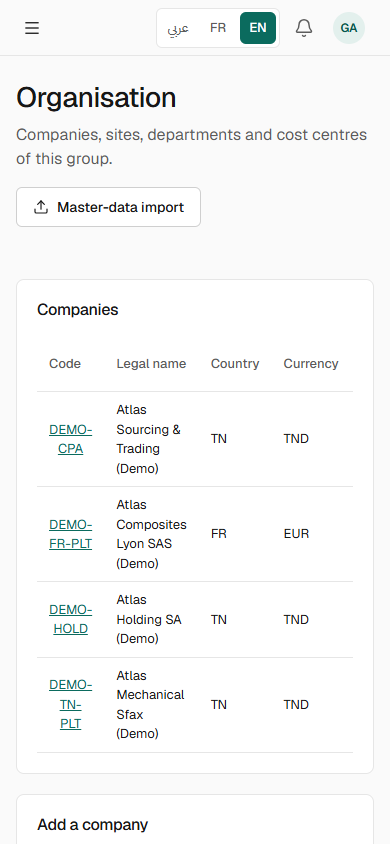 عربي FR EN GA
Organisation
Companies, sites, departments and cost centres
of this group.
Master-data import
Companies
Code Legal name Country Currency
DEMO-CPA Atlas Sourcing & Trading (Demo) TN TND
DEMO-FR-PLT Atlas Composites Lyon SAS (Demo) FR EUR
DEMO-HOLD Atlas Holding SA (Demo) TN TND
DEMO-TN-PLT Atlas Mechanical Sfax (Demo) TN TND
Add a company